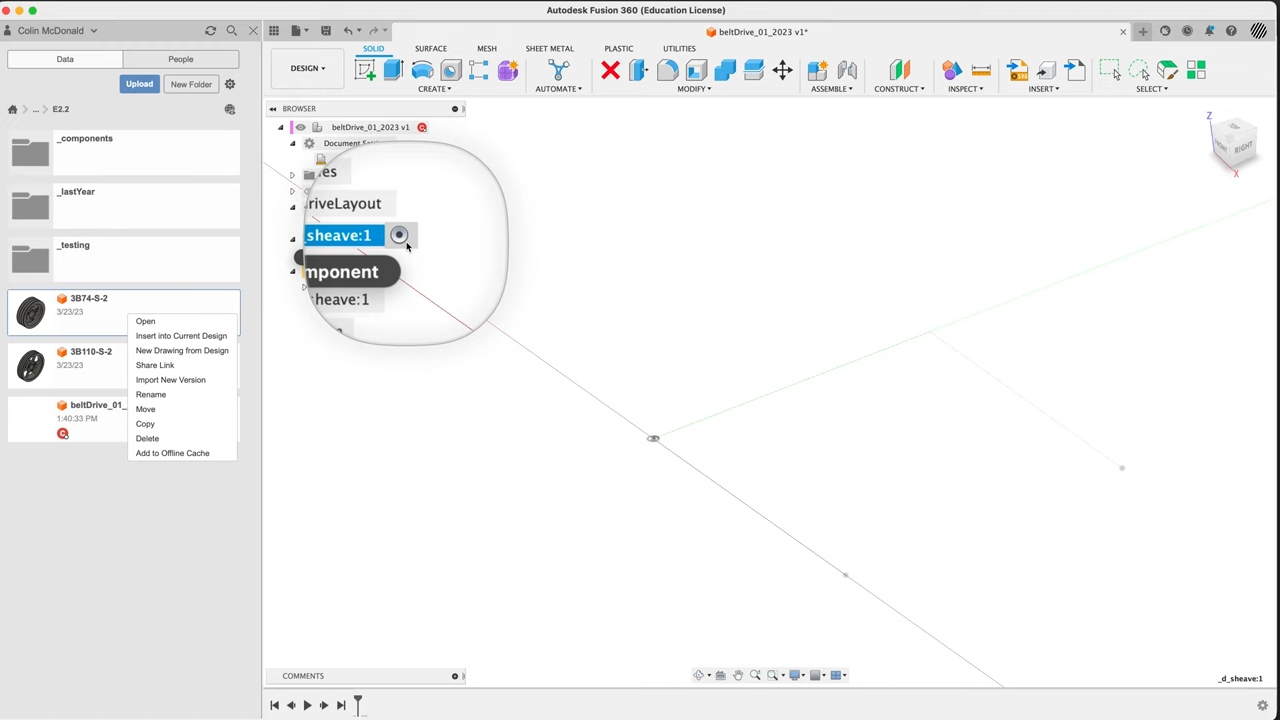 Autodesk Fusion 360 (Education License)
Colin McDonald
beltDrive_01_2023 v1*
Data
People
SOLID
SURFACE
MESH
SHEET METAL
PLASTIC
UTILITIES
Upload
New Folder
DESIGN
CREATE
AUTOMATE
MODIFY
ASSEMBLE
CONSTRUCT
INSPECT
INSERT
SELECT
...
E2.2
BROWSER
beltDrive_01_2023 v1
_components
_lastYear
_testing
riveLayout
sheave:1
mponent
sheave:1
3B74-S-2
3/23/23
Open
Insert into Current Design
New Drawing from Design
Share Link
Import New Version
Rename
Move
Copy
Delete
Add to Offline Cache
3B110-S-2
3/23/23
beltDrive_01_
1:40:33 PM
Z
RIGHT
X
COMMENTS
_d_sheave:1